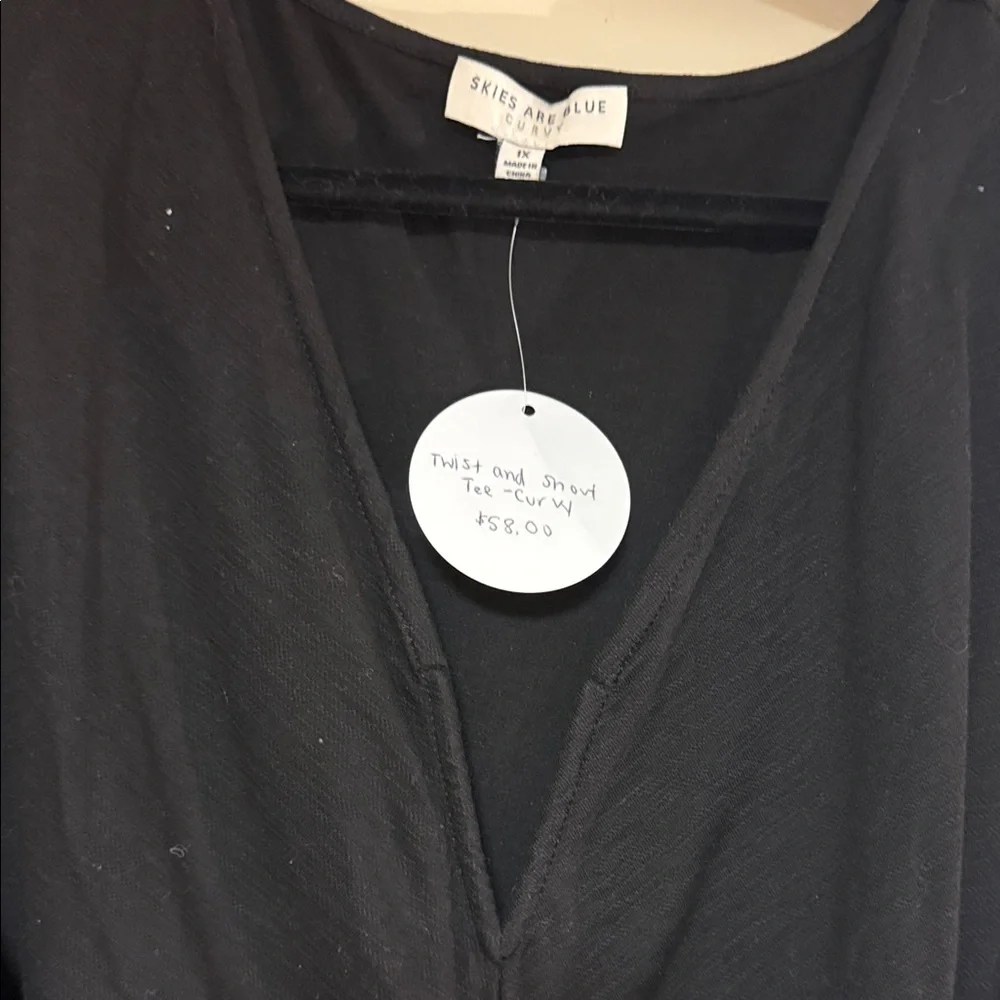 SKIES ARE BLUE
CURVY
1X
MADE IN
CHINA
Twist and Shout
Tee -Curvy
$58.00